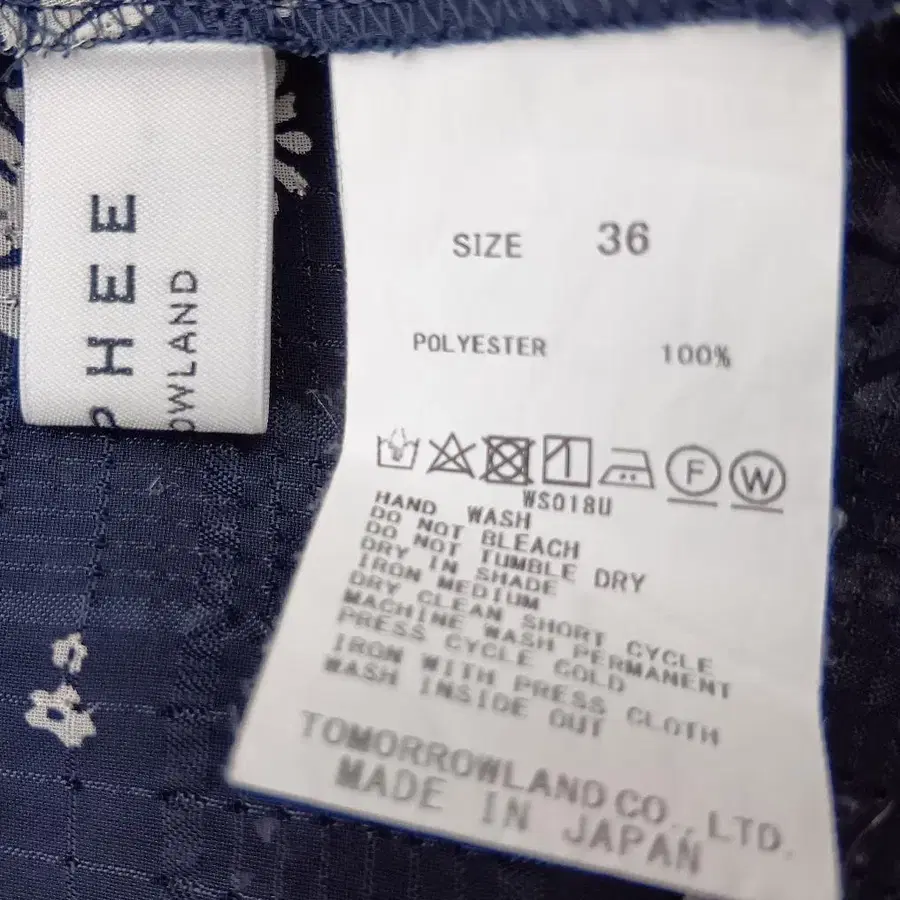 HEE
OWLAND
SIZE 36
POLYESTER 100%
F W
WS018U
HAND WASH
DO NOT BLEACH
DO NOT TUMBLE DRY
DRY IN SHADE
IRON MEDIUM
DRY CLEAN SHORT CYCLE
MACHINE WASH PERMANENT
PRESS CYCLE COLD
IRON WITH PRESS CLOTH
WASH INSIDE OUT
TOMORROWLAND CO., LTD.
MADE IN JAPAN